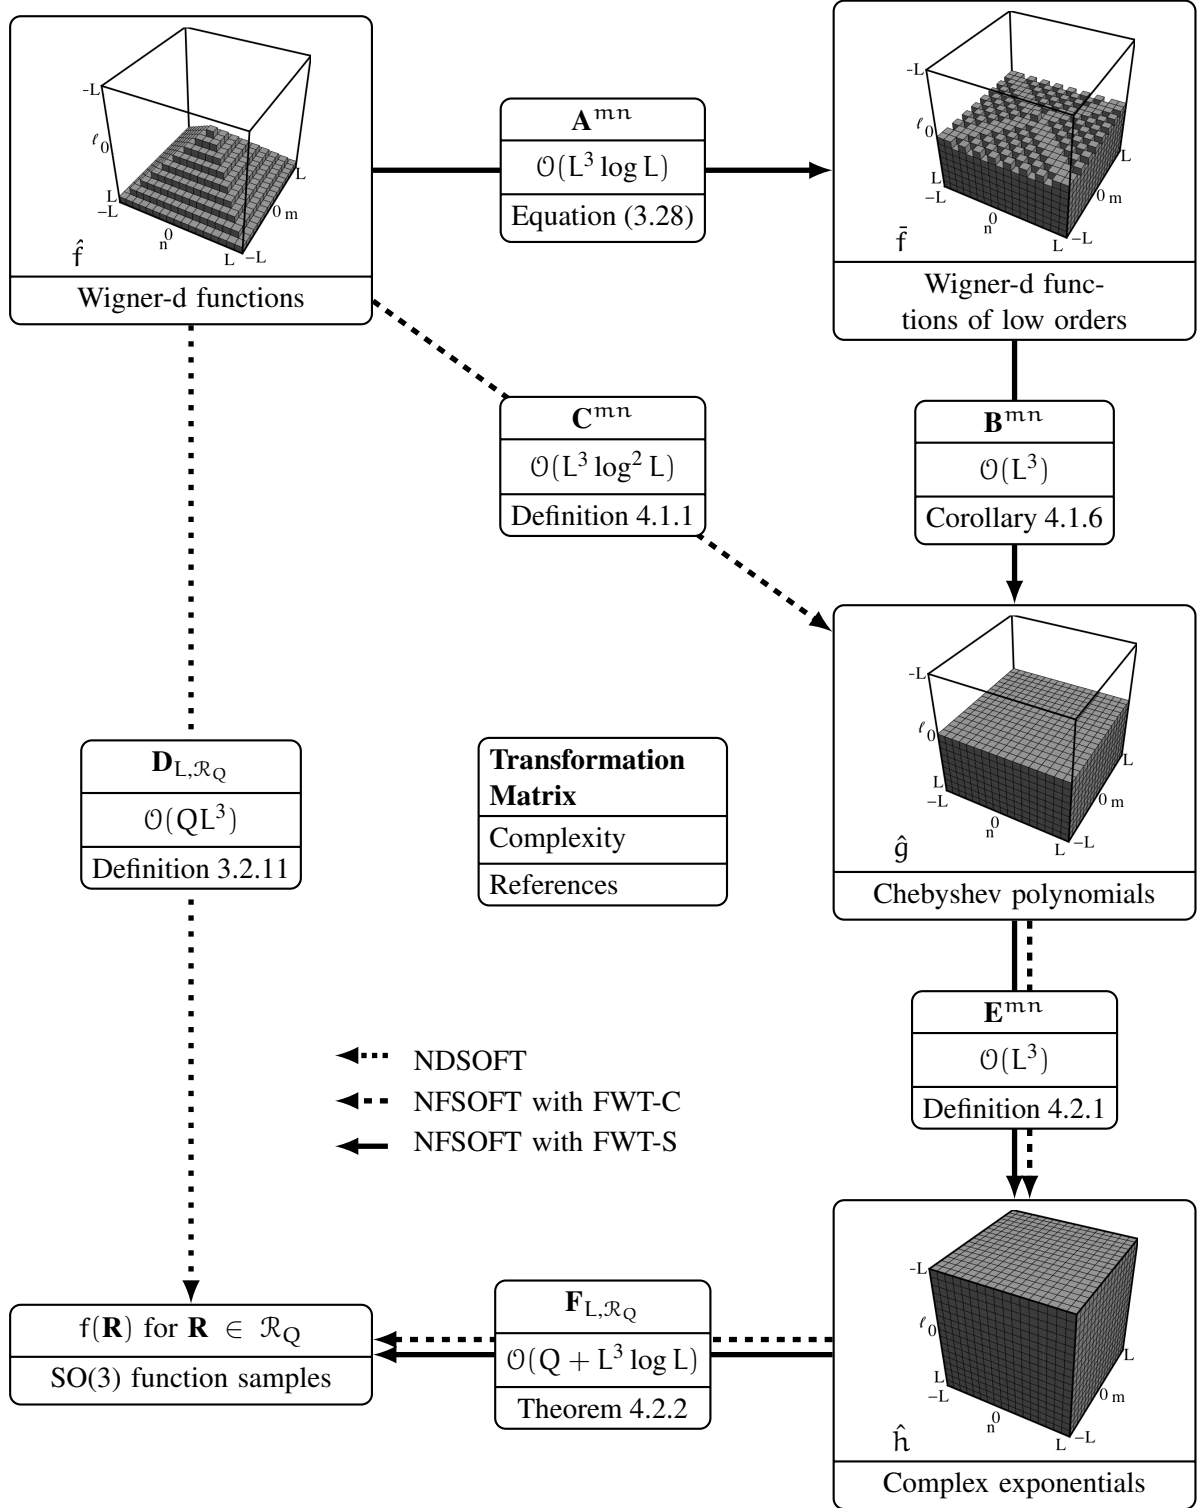 -L
ℓ 0
L
-L
n 0
L
-L
0 m
L
f̂
Wigner-d functions
A^{mn}
O(L^3 log L)
Equation (3.28)
-L
ℓ 0
L
-L
n 0
L
-L
0 m
L
f̄
Wigner-d func-
tions of low orders
C^{mn}
O(L^3 log^2 L)
Definition 4.1.1
B^{mn}
O(L^3)
Corollary 4.1.6
-L
ℓ 0
L
-L
n 0
L
-L
0 m
L
ĝ
Chebyshev polynomials
D_{L,R_Q}
O(QL^3)
Definition 3.2.11
Transformation
Matrix
Complexity
References
E^{mn}
O(L^3)
Definition 4.2.1
NDSOFT
NFSOFT with FWT-C
NFSOFT with FWT-S
-L
ℓ 0
L
-L
n 0
L
-L
0 m
L
ĥ
Complex exponentials
F_{L,R_Q}
O(Q + L^3 log L)
Theorem 4.2.2
f(R) for R ∈ R_Q
SO(3) function samples